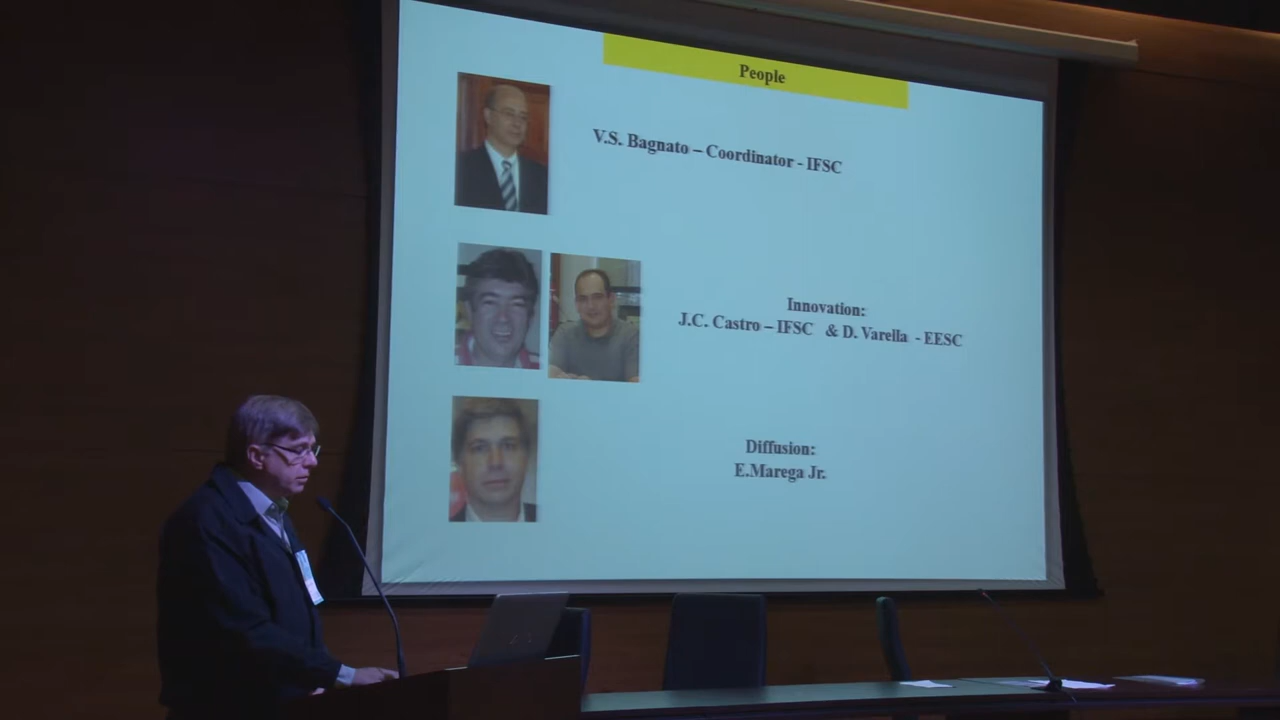 People
V.S. Bagnato – Coordinator - IFSC
Innovation:
J.C. Castro – IFSC & D. Varella - EESC
Diffusion:
E.Marega Jr.